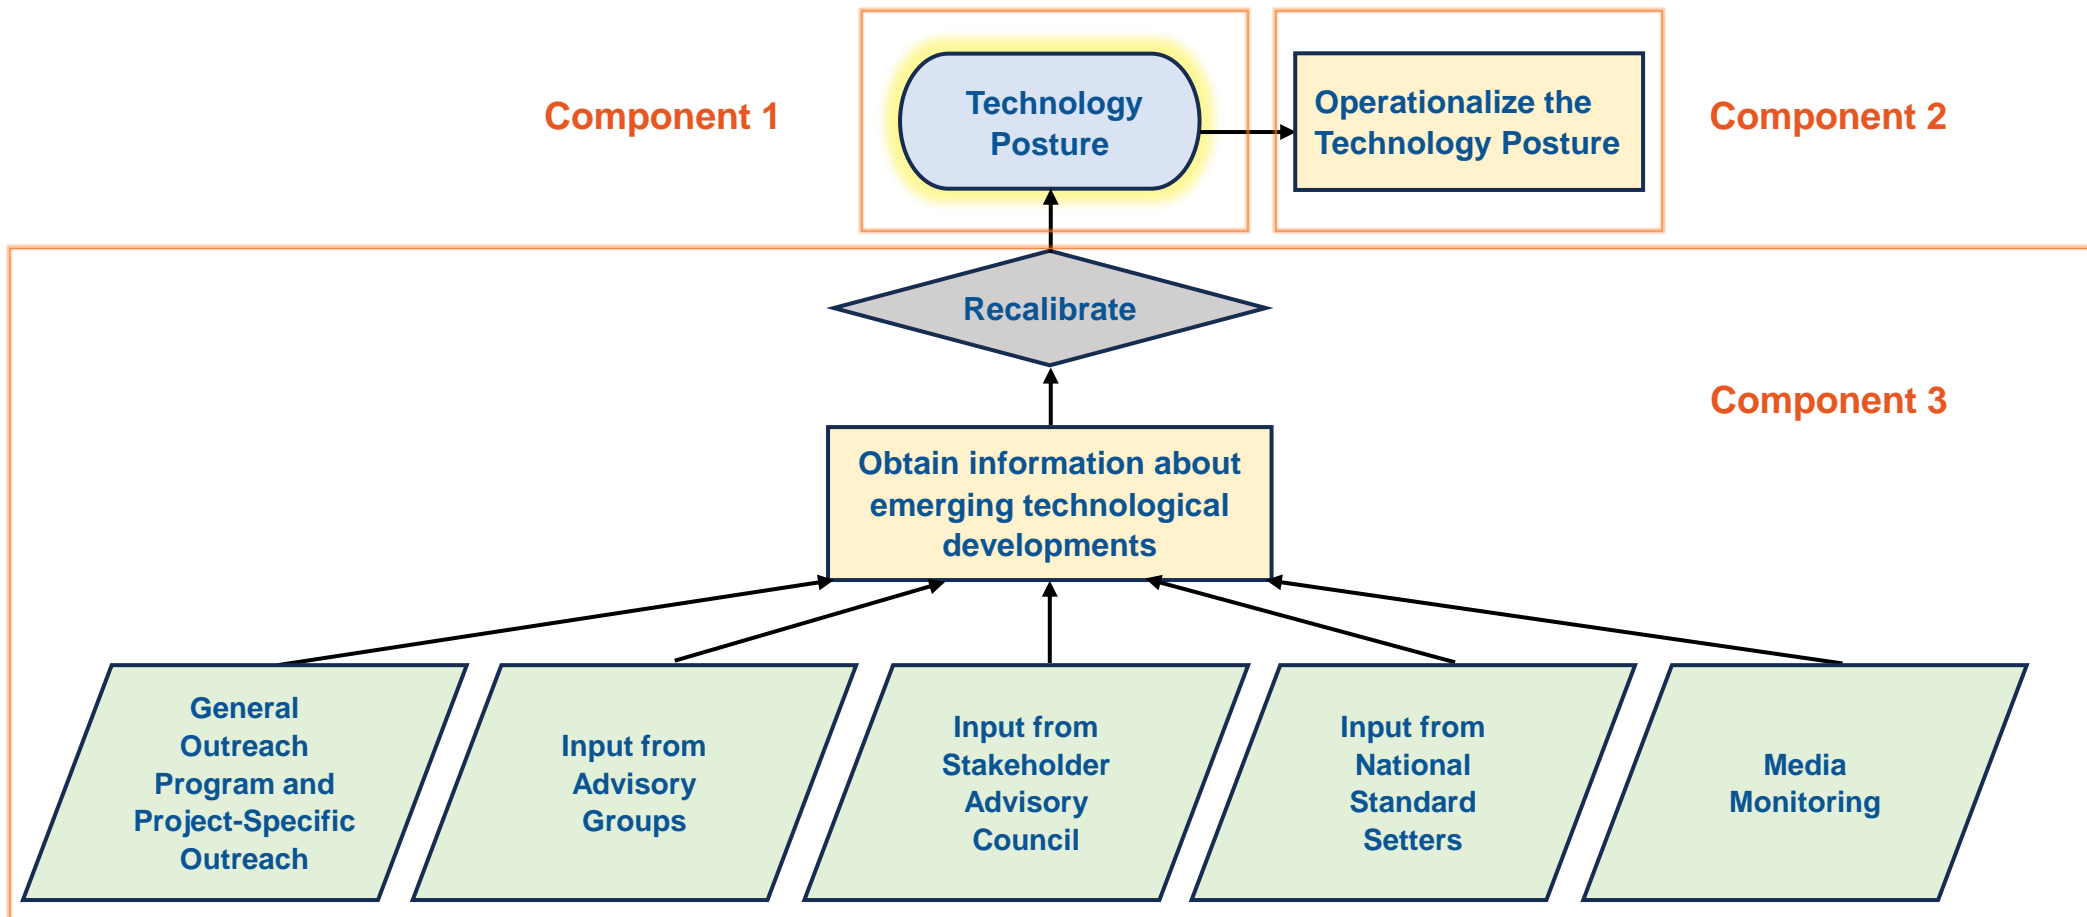 Component 1
Technology
Posture
Operationalize the
Technology Posture
Component 2
Recalibrate
Component 3
Obtain information about
emerging technological
developments
General
Outreach
Program and
Project-Specific
Outreach
Input from
Advisory
Groups
Input from
Stakeholder
Advisory
Council
Input from
National
Standard
Setters
Media
Monitoring